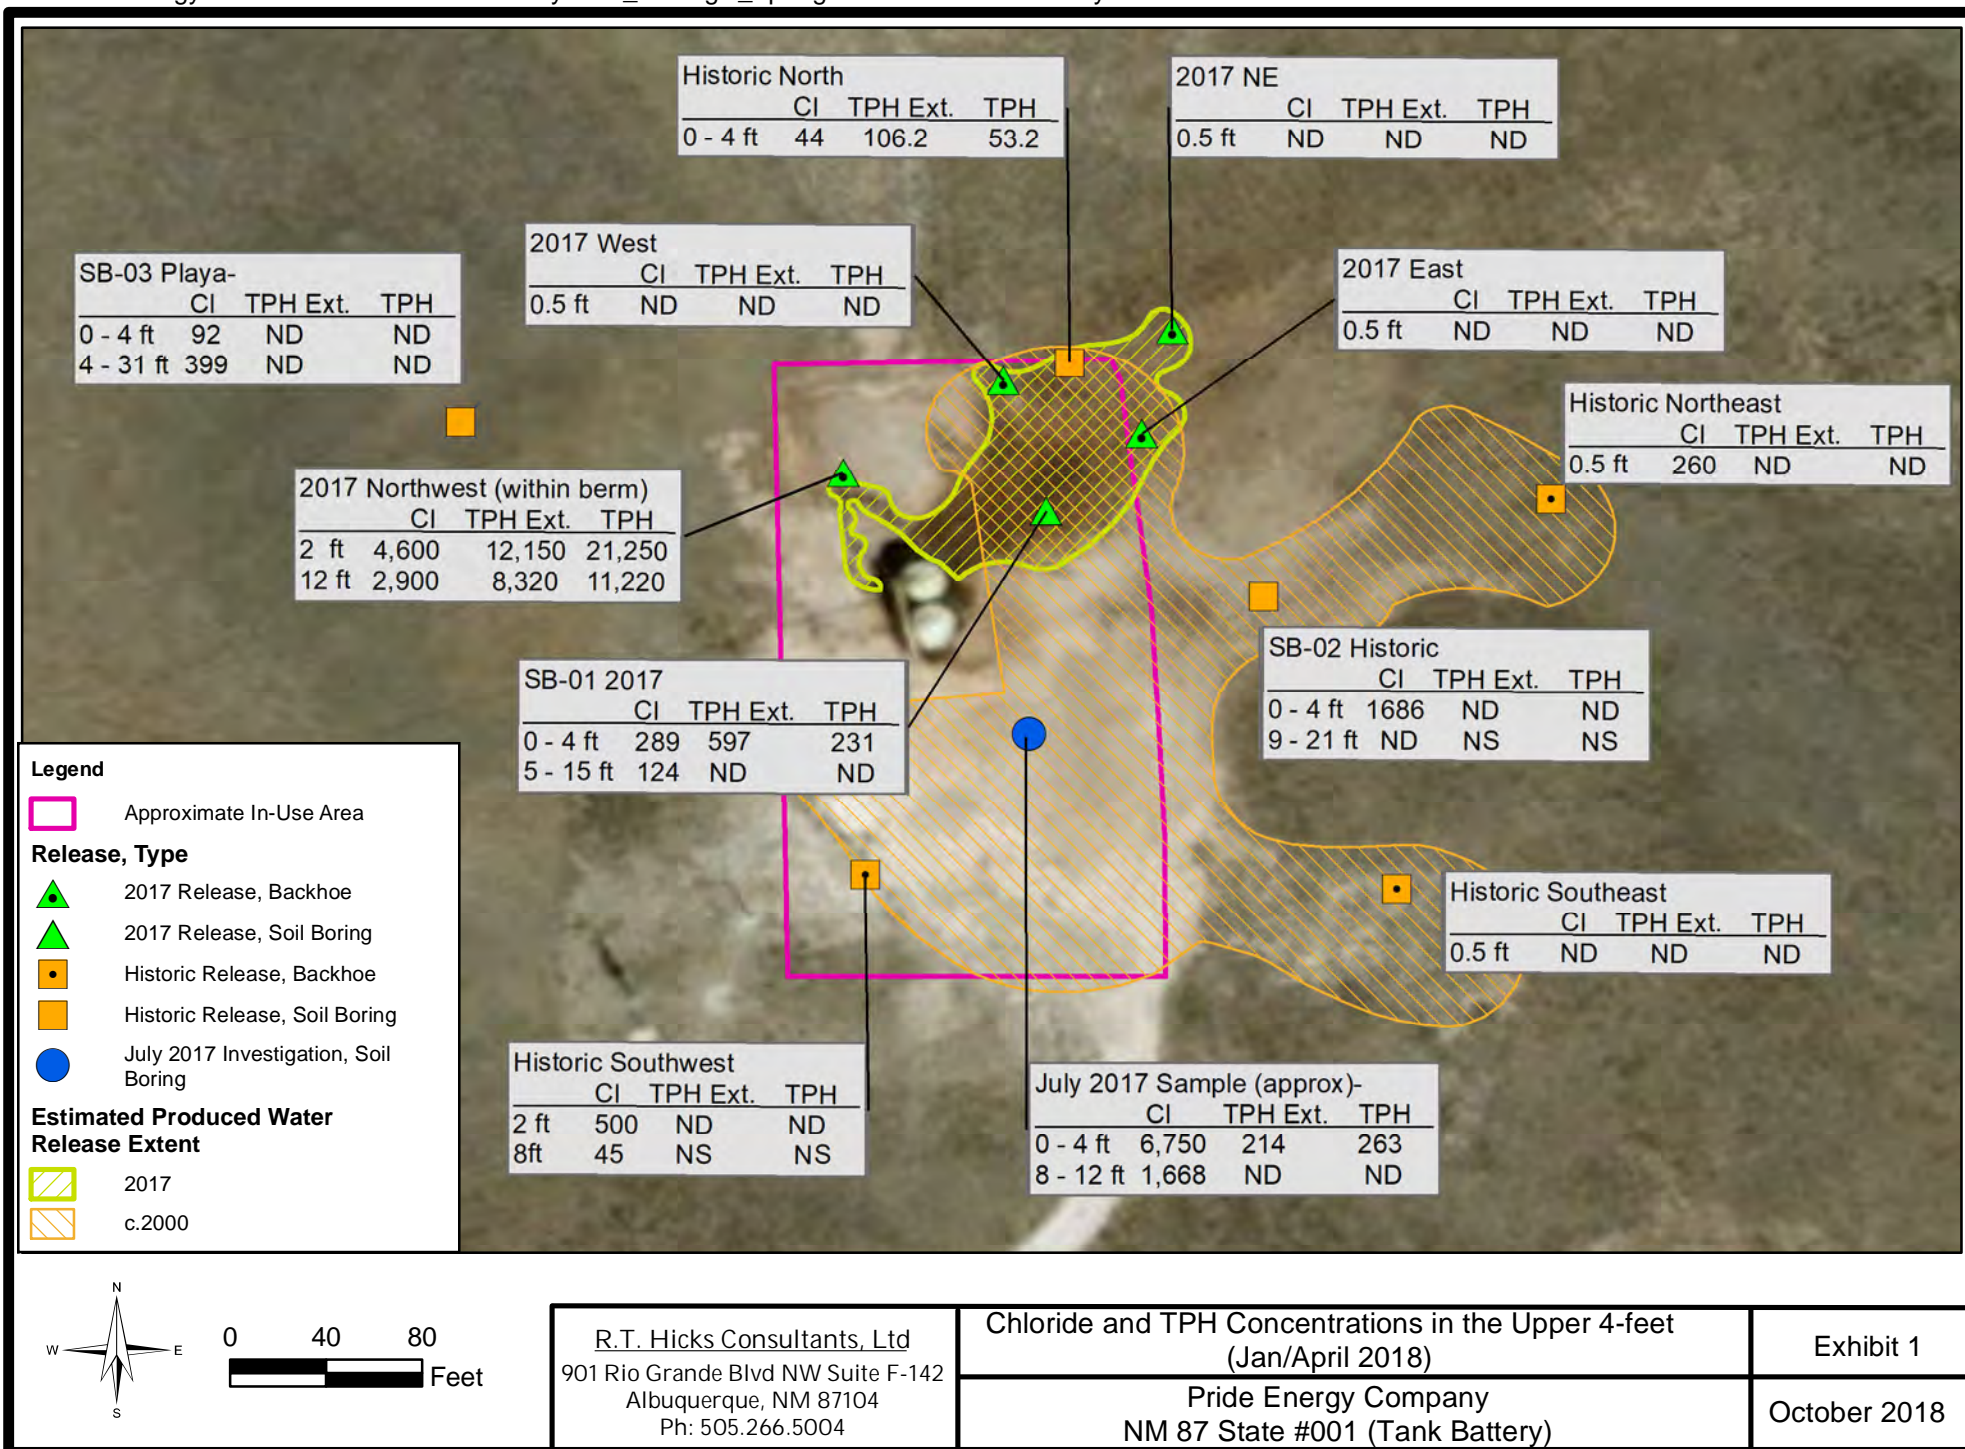 Historic North
Cl TPH Ext. TPH
0 - 4 ft 44 106.2 53.2
2017 NE
Cl TPH Ext. TPH
0.5 ft ND ND ND
2017 West
Cl TPH Ext. TPH
0.5 ft ND ND ND
SB-03 Playa-
Cl TPH Ext. TPH
0 - 4 ft 92 ND ND
4 - 31 ft 399 ND ND
2017 East
Cl TPH Ext. TPH
0.5 ft ND ND ND
Historic Northeast
Cl TPH Ext. TPH
0.5 ft 260 ND ND
2017 Northwest (within berm)
Cl TPH Ext. TPH
2 ft 4,600 12,150 21,250
12 ft 2,900 8,320 11,220
SB-02 Historic
Cl TPH Ext. TPH
0 - 4 ft 1686 ND ND
9 - 21 ft ND NS NS
SB-01 2017
Cl TPH Ext. TPH
0 - 4 ft 289 597 231
5 - 15 ft 124 ND ND
Historic Southeast
Cl TPH Ext. TPH
0.5 ft ND ND ND
Historic Southwest
Cl TPH Ext. TPH
2 ft 500 ND ND
8ft 45 NS NS
July 2017 Sample (approx)-
Cl TPH Ext. TPH
0 - 4 ft 6,750 214 263
8 - 12 ft 1,668 ND ND
Legend
Approximate In-Use Area
Release, Type
2017 Release, Backhoe
2017 Release, Soil Boring
Historic Release, Backhoe
Historic Release, Soil Boring
July 2017 Investigation, Soil
Boring
Estimated Produced Water
Release Extent
2017
c.2000
N
W E
S
0 40 80
Feet
R.T. Hicks Consultants, Ltd
901 Rio Grande Blvd NW Suite F-142
Albuquerque, NM 87104
Ph: 505.266.5004
Chloride and TPH Concentrations in the Upper 4-feet
(Jan/April 2018)
Pride Energy Company
NM 87 State #001 (Tank Battery)
Exhibit 1
October 2018